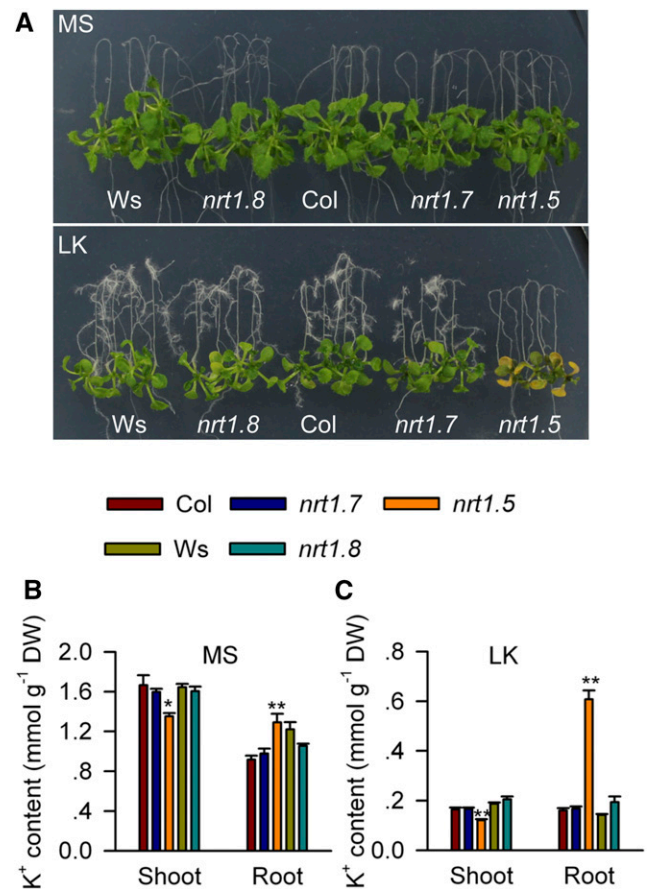 A
MS
Ws nrt1.8 Col nrt1.7 nrt1.5
LK
Ws nrt1.8 Col nrt1.7 nrt1.5
Col nrt1.7 nrt1.5
Ws nrt1.8
B
MS
K⁺ content (mmol g⁻¹ DW)
2.0
1.6
1.2
.8
.4
0.0
*
**
Shoot Root
C
LK
K⁺ content (mmol g⁻¹ DW)
.8
.6
.4
.2
0.0
**
**
Shoot Root